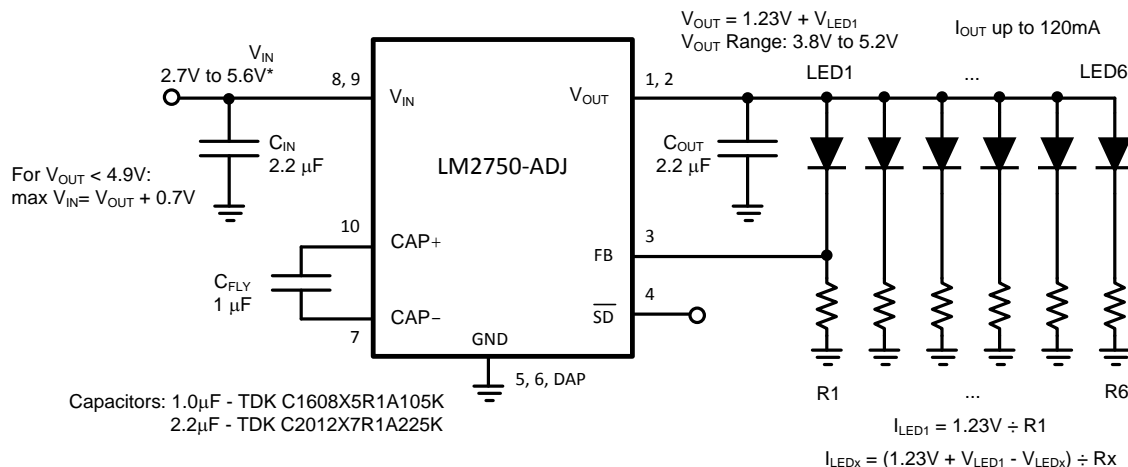 V_OUT = 1.23V + V_LED1
V_OUT Range: 3.8V to 5.2V
I_OUT up to 120mA
V_IN
2.7V to 5.6V*
8, 9
V_IN
V_OUT
1, 2
LED1
...
LED6
C_IN
2.2 μF
LM2750-ADJ
C_OUT
2.2 μF
For V_OUT < 4.9V:
max V_IN= V_OUT + 0.7V
10
CAP+
FB
3
C_FLY
1 μF
CAP−
7
SD
4
GND
5, 6, DAP
R1
...
R6
Capacitors: 1.0μF - TDK C1608X5R1A105K
2.2μF - TDK C2012X7R1A225K
I_LED1 = 1.23V ÷ R1
I_LEDx = (1.23V + V_LED1 - V_LEDx) ÷ Rx